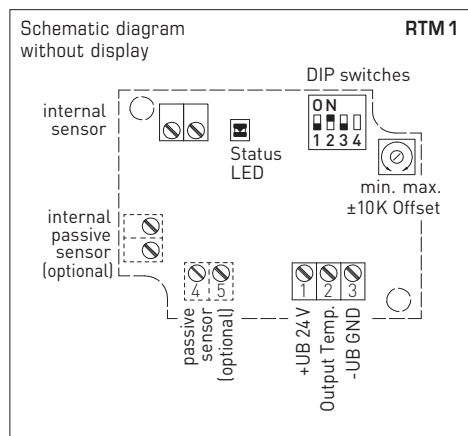 Schematic diagram
without display
RTM 1
DIP switches
internal
sensor
ON
1 2 3 4
Status
LED
min. max.
±10K Offset
internal
passive
sensor
(optional)
4 5
1 2 3
passive
sensor
(optional)
+UB 24V
Output Temp.
-UB GND